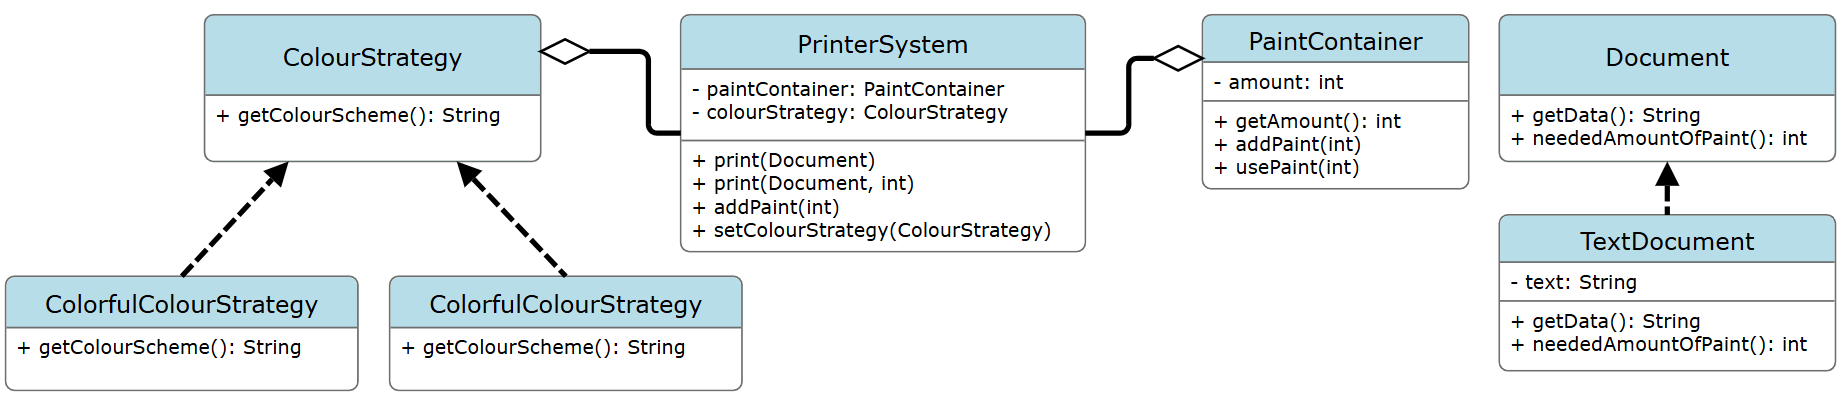 ColourStrategy
+ getColourScheme(): String
PrinterSystem
- paintContainer: PaintContainer
- colourStrategy: ColourStrategy
+ print(Document)
+ print(Document, int)
+ addPaint(int)
+ setColourStrategy(ColourStrategy)
PaintContainer
- amount: int
+ getAmount(): int
+ addPaint(int)
+ usePaint(int)
Document
+ getData(): String
+ neededAmountOfPaint(): int
ColorfulColourStrategy
+ getColourScheme(): String
ColorfulColourStrategy
+ getColourScheme(): String
TextDocument
- text: String
+ getData(): String
+ neededAmountOfPaint(): int